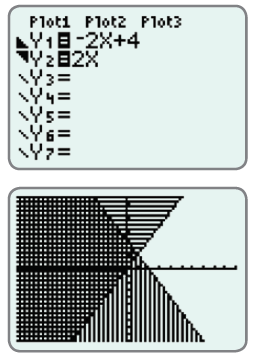 Plot1 Plot2 Plot3
Y1=-2X+4
Y2=2X
\Y3=
\Y4=
\Y5=
\Y6=
\Y7=